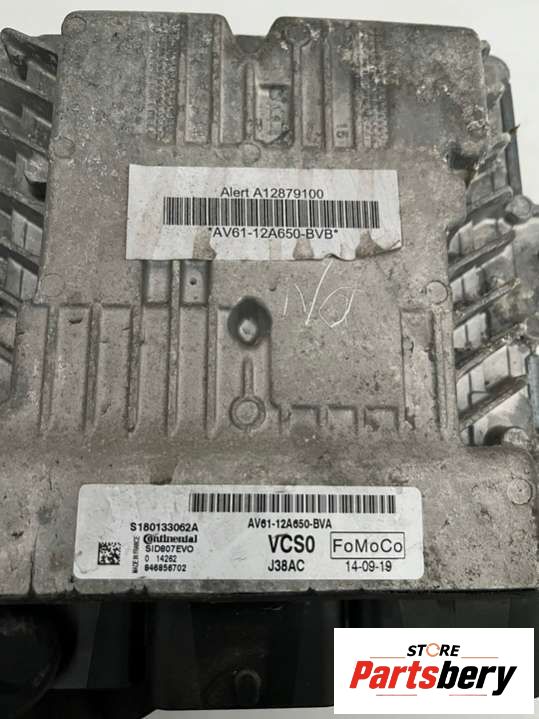 Alert A12879100
*AV61-12A650-BVB*
S180133062A
Continental
SID807EVO
0 14262
846856702
MADE IN FRANCE
AV61-12A650-BVA
VCS0
FoMoCo
J38AC
14-09-19
STORE
Partsbery